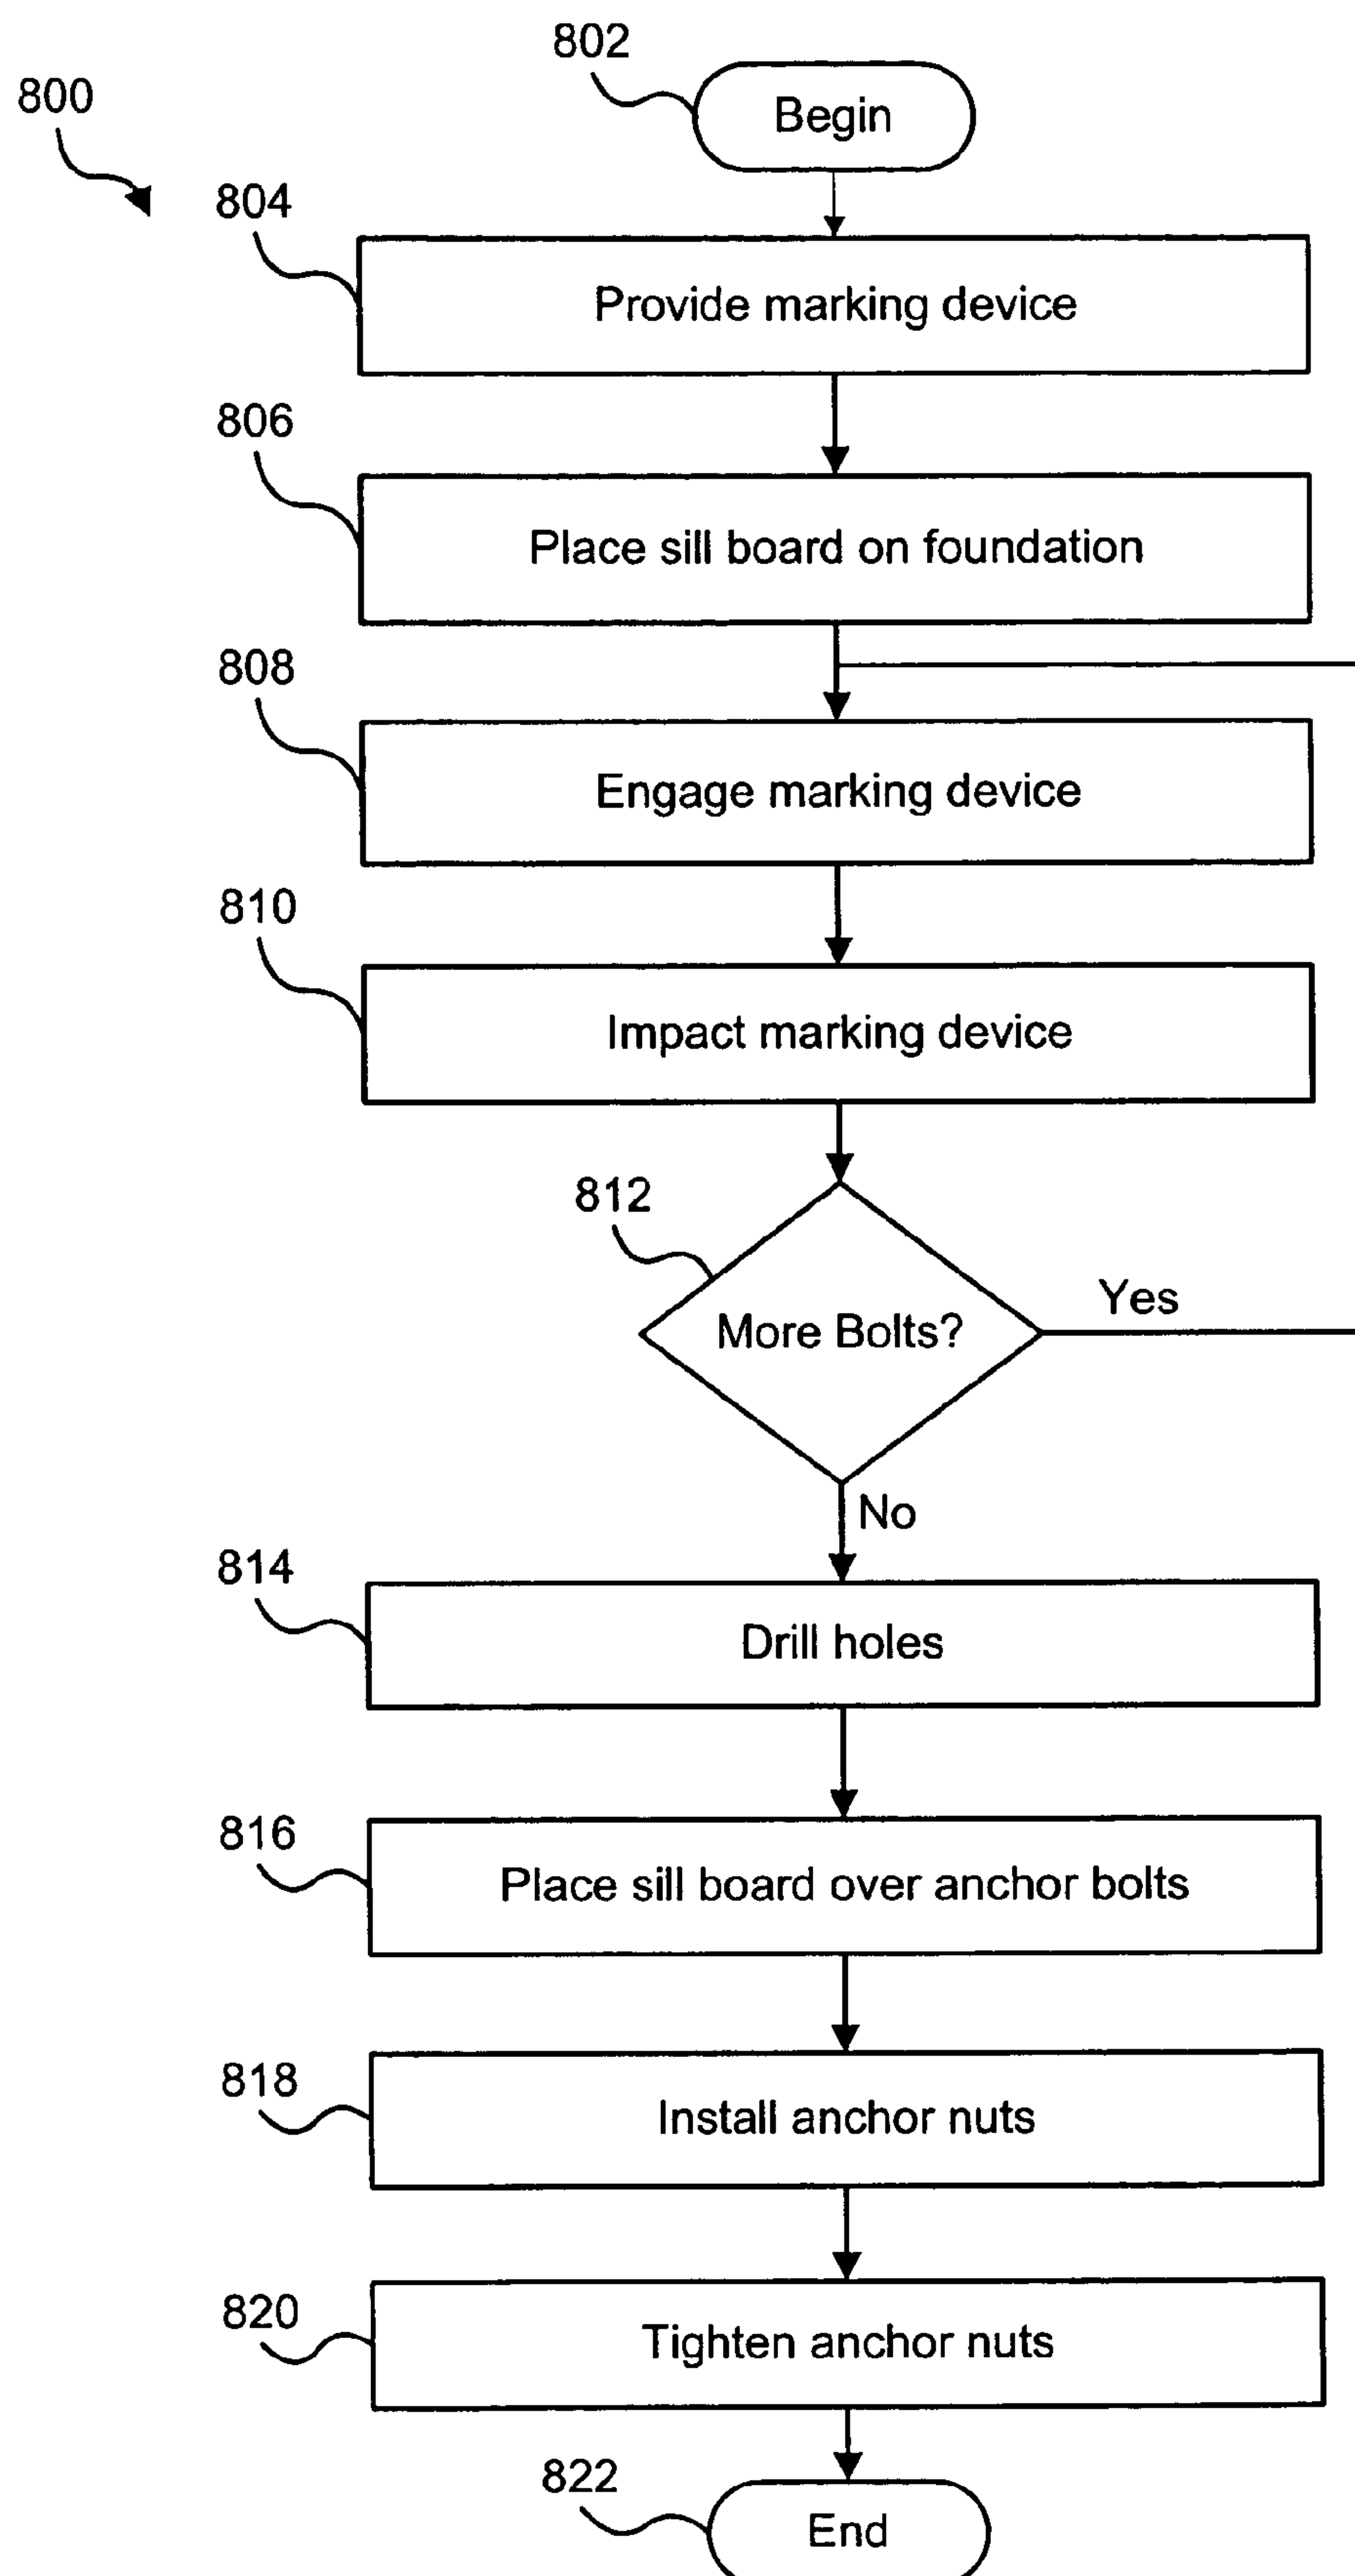 802
Begin
800
804
Provide marking device
806
Place sill board on foundation
808
Engage marking device
810
Impact marking device
812
More Bolts?
Yes
No
814
Drill holes
816
Place sill board over anchor bolts
818
Install anchor nuts
820
Tighten anchor nuts
822
End